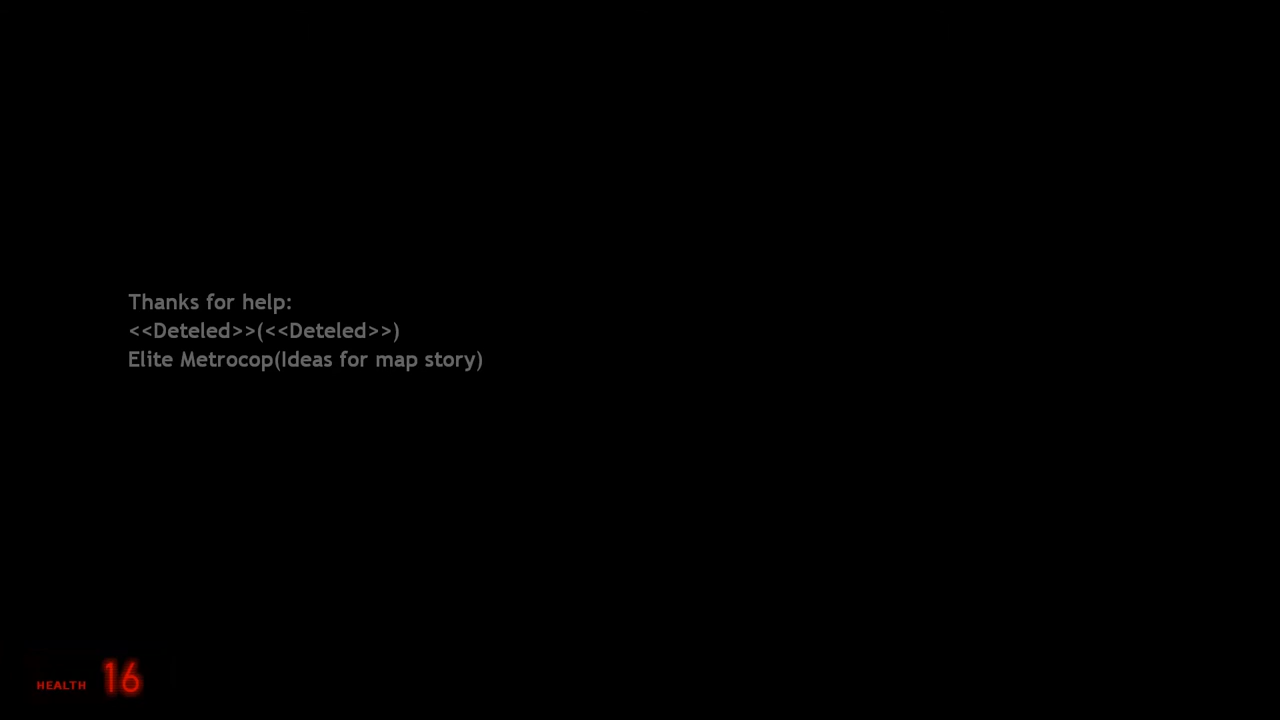 Thanks for help:
<<Deteled>>(<<Deteled>>)
Elite Metrocop(Ideas for map story)
HEALTH 16